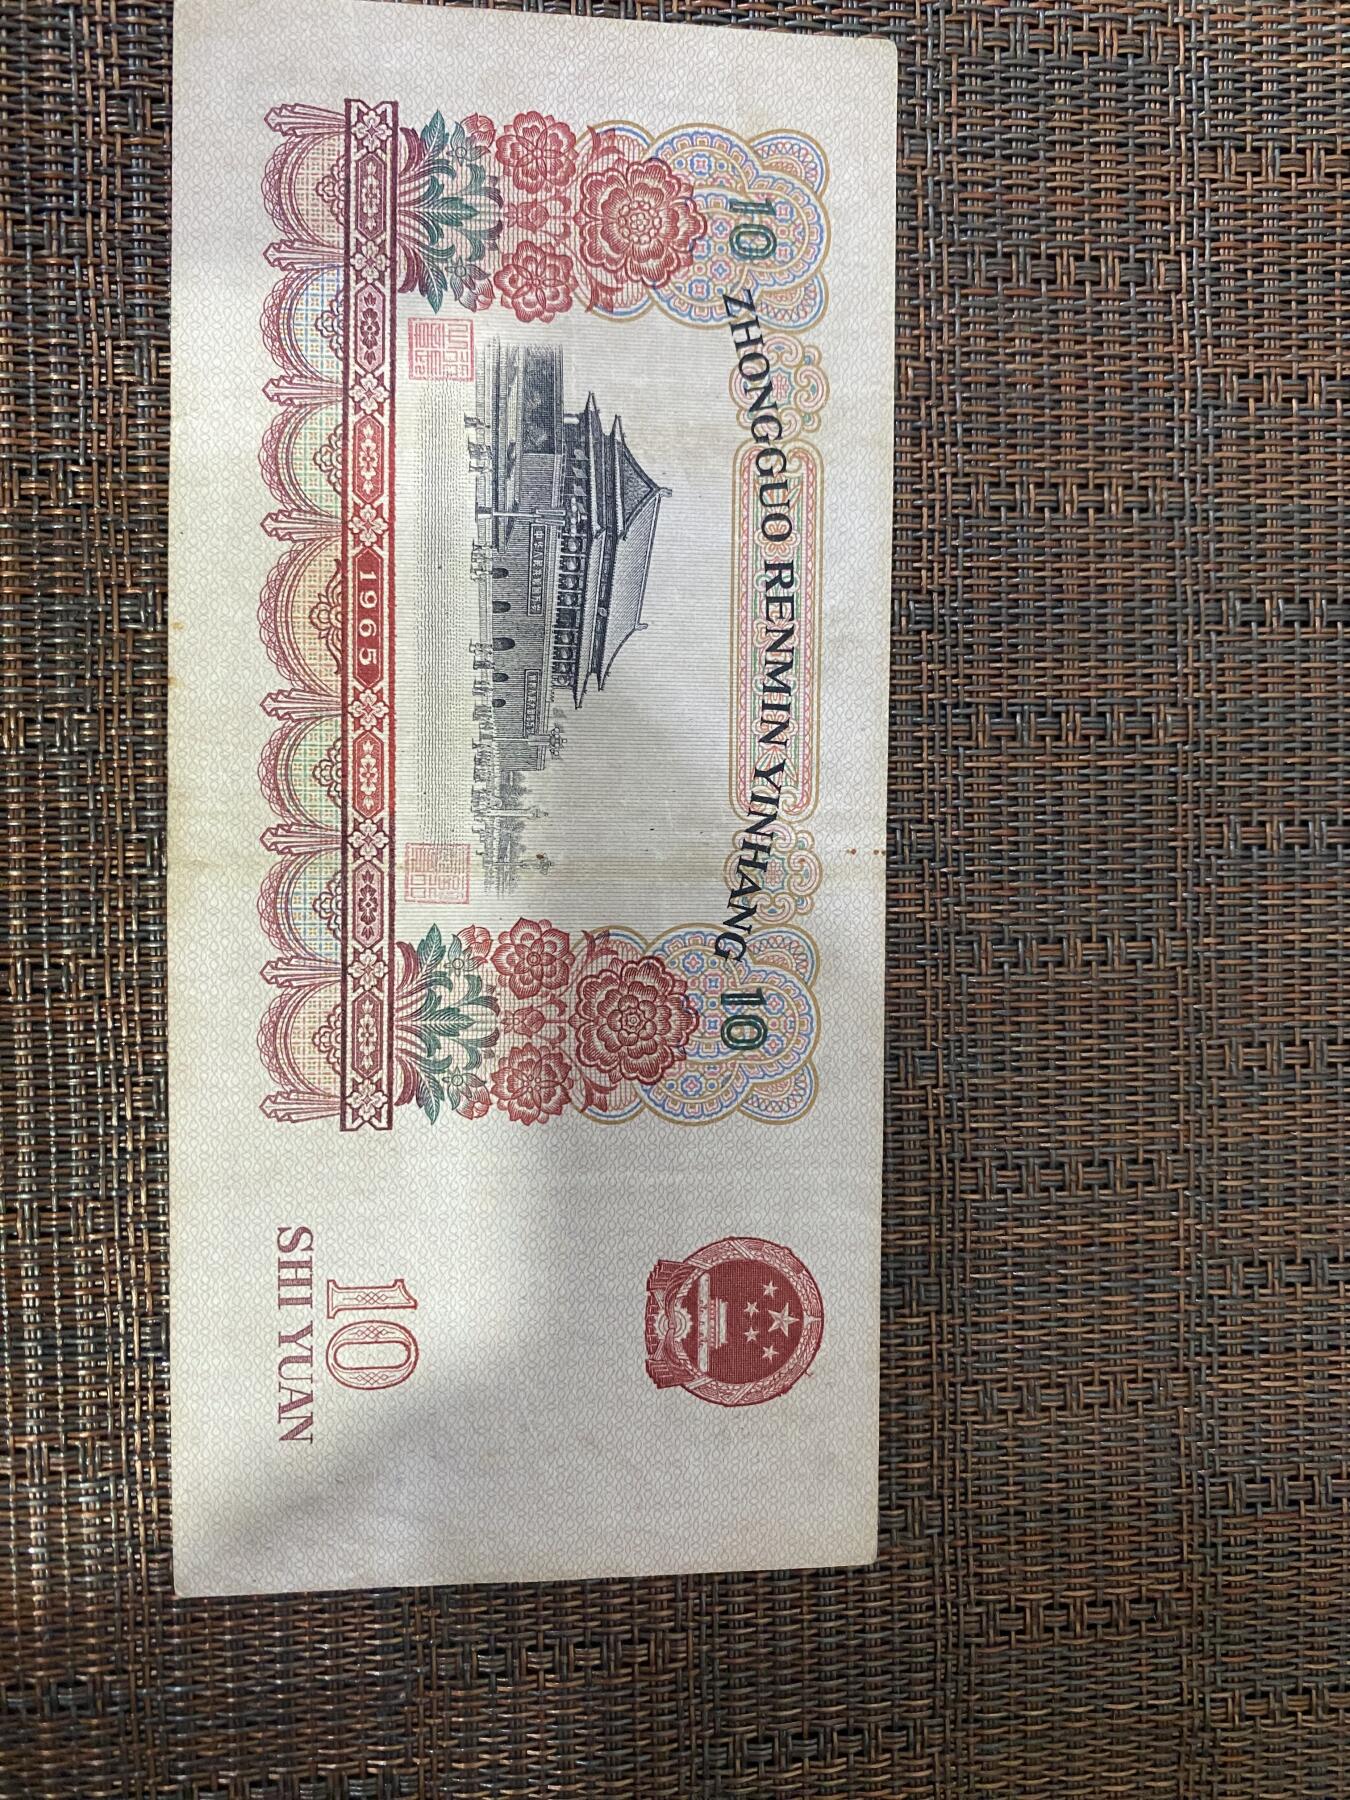 10 ZHONGGUO RENMIN YINHANG 10
1965
10
SHI YUAN